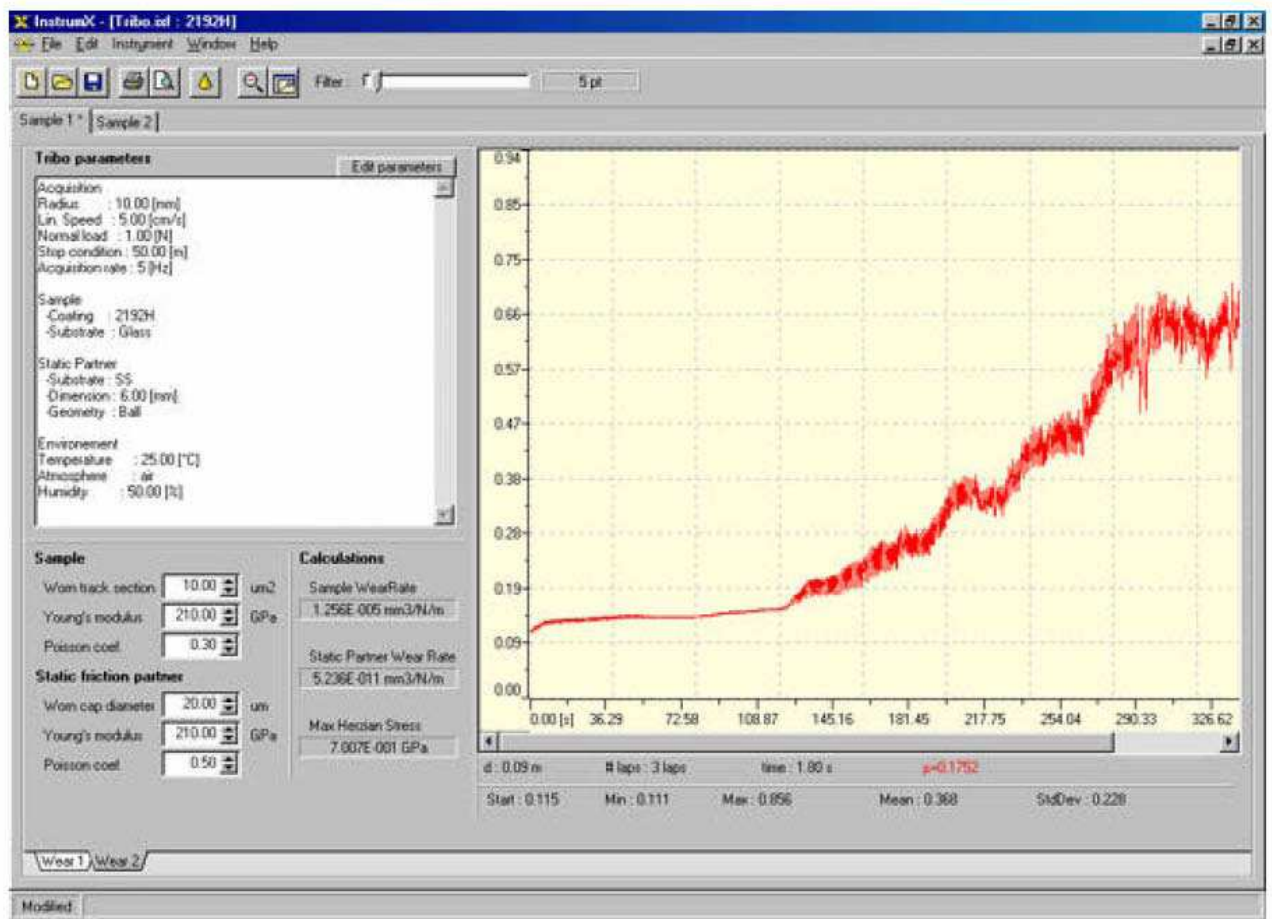 InstrumX - [Tribo.ixl : 2192H]
File Edit Instrument Window Help
Filter : 5 pt
Sample 1 * Sample 2
Tribo parameters
Edit parameters
Acquisition
Radius : 10.00 [mm]
Lin. Speed : 5.00 [cm/s]
Normal load : 1.00 [N]
Stop condition : 50.00 [m]
Acquisition rate : 5 [Hz]
Sample
-Coating : 2192H
-Substrate : Glass
Static Partner
-Substrate : SS
-Dimension : 6.00 [mm]
-Geometry : Ball
Environement
Temperature : 25.00 [°C]
Atmosphere : air
Humidity : 50.00 [%]
Sample
Worn track section 10.00 um2
Young's modulus 210.00 GPa
Poisson coef. 0.30
Static friction partner
Worn cap diameter 20.00 um
Young's modulus 210.00 GPa
Poisson coef. 0.50
Calculations
Sample WearRate
1.256E-005 mm3/N/m
Static Partner Wear Rate
5.236E-011 mm3/N/m
Max Herzian Stress
7.007E-001 GPa
0.94
0.85
0.75
0.66
0.57
0.47
0.38
0.28
0.19
0.09
0.00
0.00 [s] 36.29 72.58 108.87 145.16 181.45 217.75 254.04 290.33 326.62
d : 0.09 m # laps : 3 laps time : 1.80 s µ=0.1752
Start : 0.115 Min : 0.111 Max : 0.856 Mean : 0.368 StdDev : 0.228
Wear 1 Wear 2
Modified